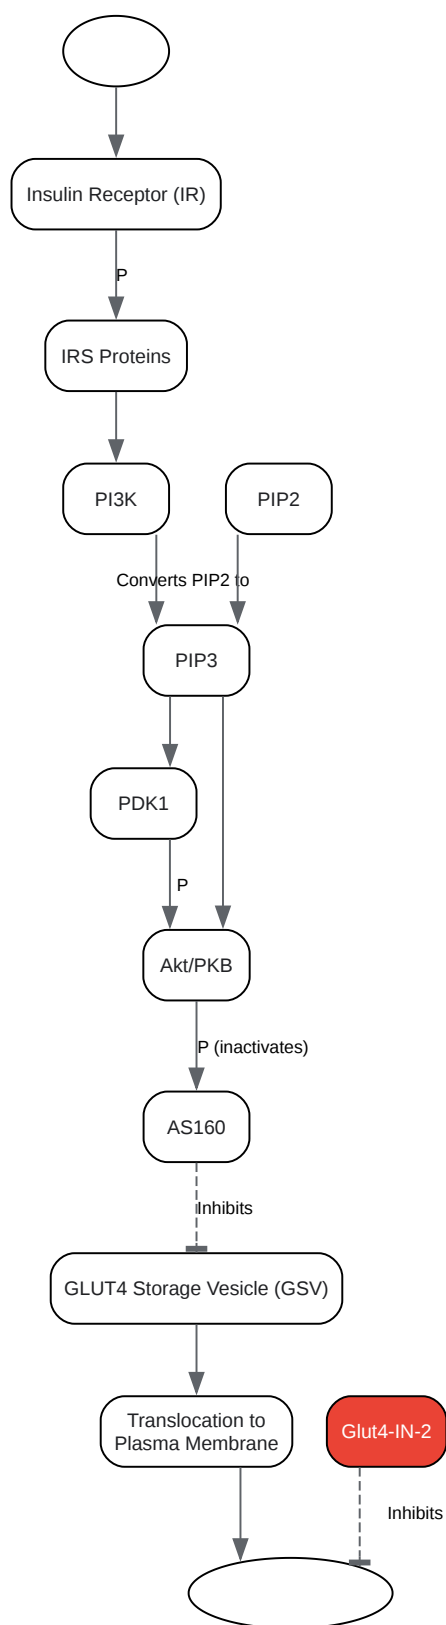 Insulin Receptor (IR)
P
IRS Proteins
PI3K
PIP2
Converts PIP2 to
PIP3
PDK1
P
Akt/PKB
P (inactivates)
AS160
Inhibits
GLUT4 Storage Vesicle (GSV)
Translocation to
Plasma Membrane
Glut4-IN-2
Inhibits